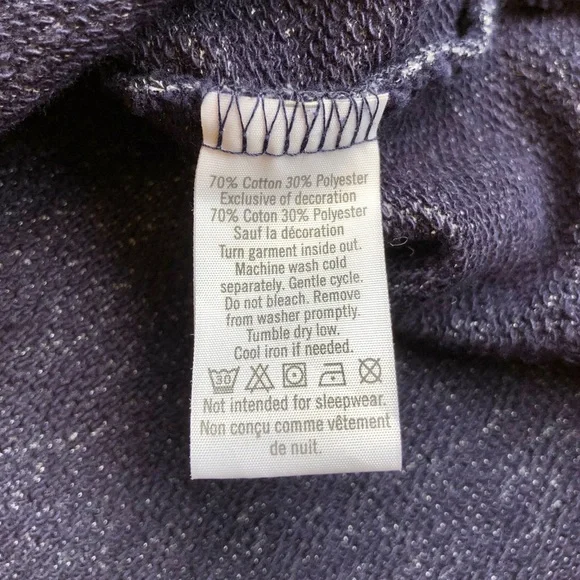 70% Cotton 30% Polyester
Exclusive of decoration
70% Coton 30% Polyester
Sauf la décoration
Turn garment inside out.
Machine wash cold
separately. Gentle cycle.
Do not bleach. Remove
from washer promptly.
Tumble dry low.
Cool iron if needed.
30
Not intended for sleepwear.
Non conçu comme vêtement
de nuit.